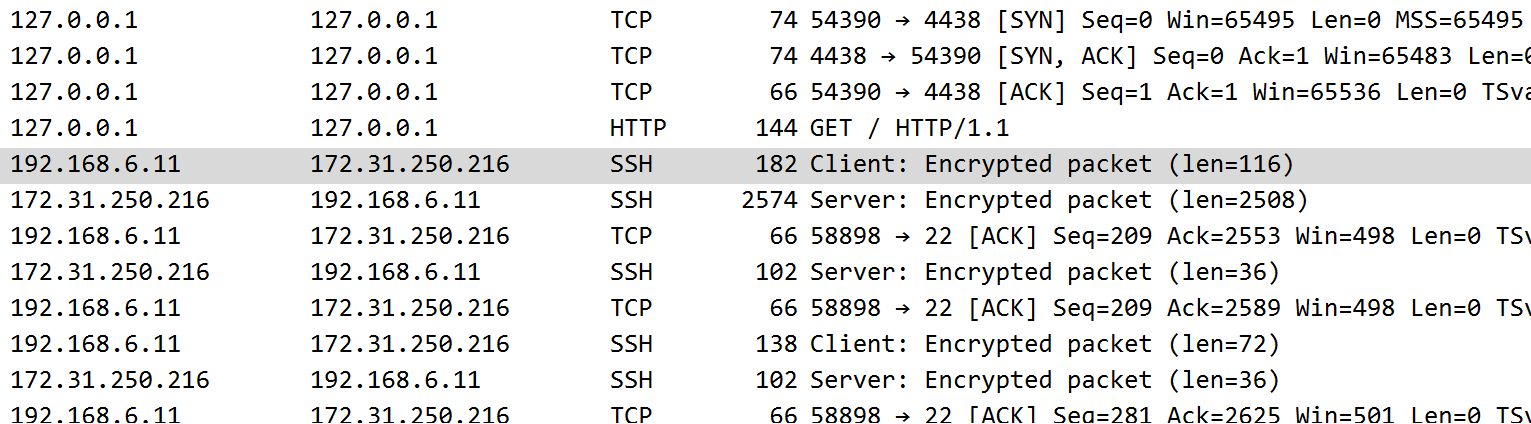 127.0.0.1 127.0.0.1 TCP 74 54390 → 4438 [SYN] Seq=0 Win=65495 Len=0 MSS=65495
127.0.0.1 127.0.0.1 TCP 74 4438 → 54390 [SYN, ACK] Seq=0 Ack=1 Win=65483 Len=0
127.0.0.1 127.0.0.1 TCP 66 54390 → 4438 [ACK] Seq=1 Ack=1 Win=65536 Len=0 TSva
127.0.0.1 127.0.0.1 HTTP 144 GET / HTTP/1.1
192.168.6.11 172.31.250.216 SSH 182 Client: Encrypted packet (len=116)
172.31.250.216 192.168.6.11 SSH 2574 Server: Encrypted packet (len=2508)
192.168.6.11 172.31.250.216 TCP 66 58898 → 22 [ACK] Seq=209 Ack=2553 Win=498 Len=0 TSv
172.31.250.216 192.168.6.11 SSH 102 Server: Encrypted packet (len=36)
192.168.6.11 172.31.250.216 TCP 66 58898 → 22 [ACK] Seq=209 Ack=2589 Win=498 Len=0 TSv
192.168.6.11 172.31.250.216 SSH 138 Client: Encrypted packet (len=72)
172.31.250.216 192.168.6.11 SSH 102 Server: Encrypted packet (len=36)
192.168.6.11 172.31.250.216 TCP 66 58898 → 22 [ACK] Seq=281 Ack=2625 Win=501 Len=0 TSv